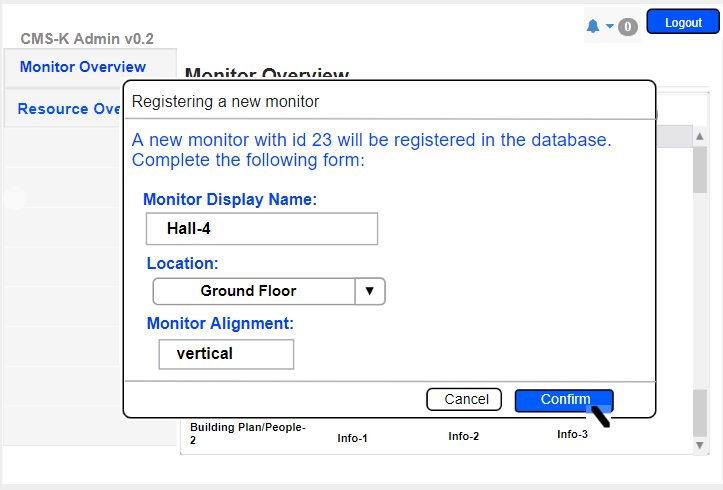 CMS-K Admin v0.2
0
Logout
Monitor Overview
Resource Ove
Monitor Overview
Registering a new monitor
A new monitor with id 23 will be registered in the database.
Complete the following form:
Monitor Display Name:
Hall-4
Location:
Ground Floor
Monitor Alignment:
vertical
Cancel
Confirm
Building Plan/People-
2
Info-1
Info-2
Info-3